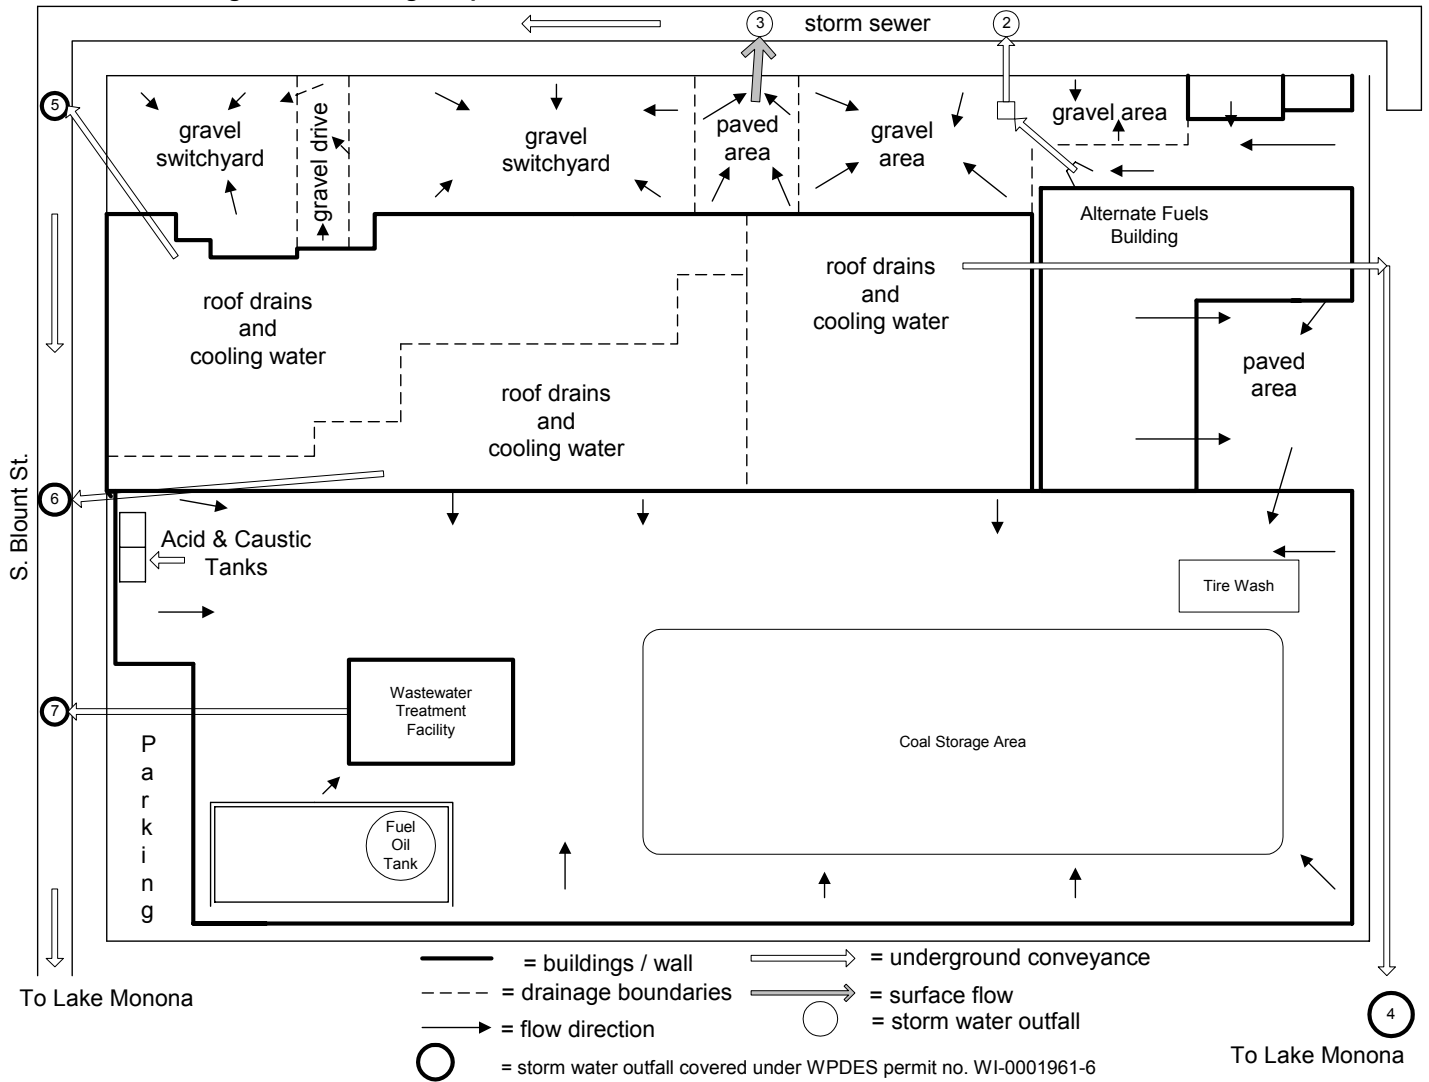 3
storm sewer
2
5
gravel
switchyard
gravel drive
gravel
switchyard
paved
area
gravel
area
gravel area
Alternate Fuels
Building
roof drains
and
cooling water
roof drains
and
cooling water
roof drains
and
cooling water
paved
area
S. Blount St.
6
Acid & Caustic
Tanks
Tire Wash
7
Wastewater
Treatment
Facility
Coal Storage Area
P
a
r
k
i
n
g
Fuel
Oil
Tank
To Lake Monona
= buildings / wall
= underground conveyance
= drainage boundaries
= surface flow
= flow direction
= storm water outfall
= storm water outfall covered under WPDES permit no. WI-0001961-6
4
To Lake Monona